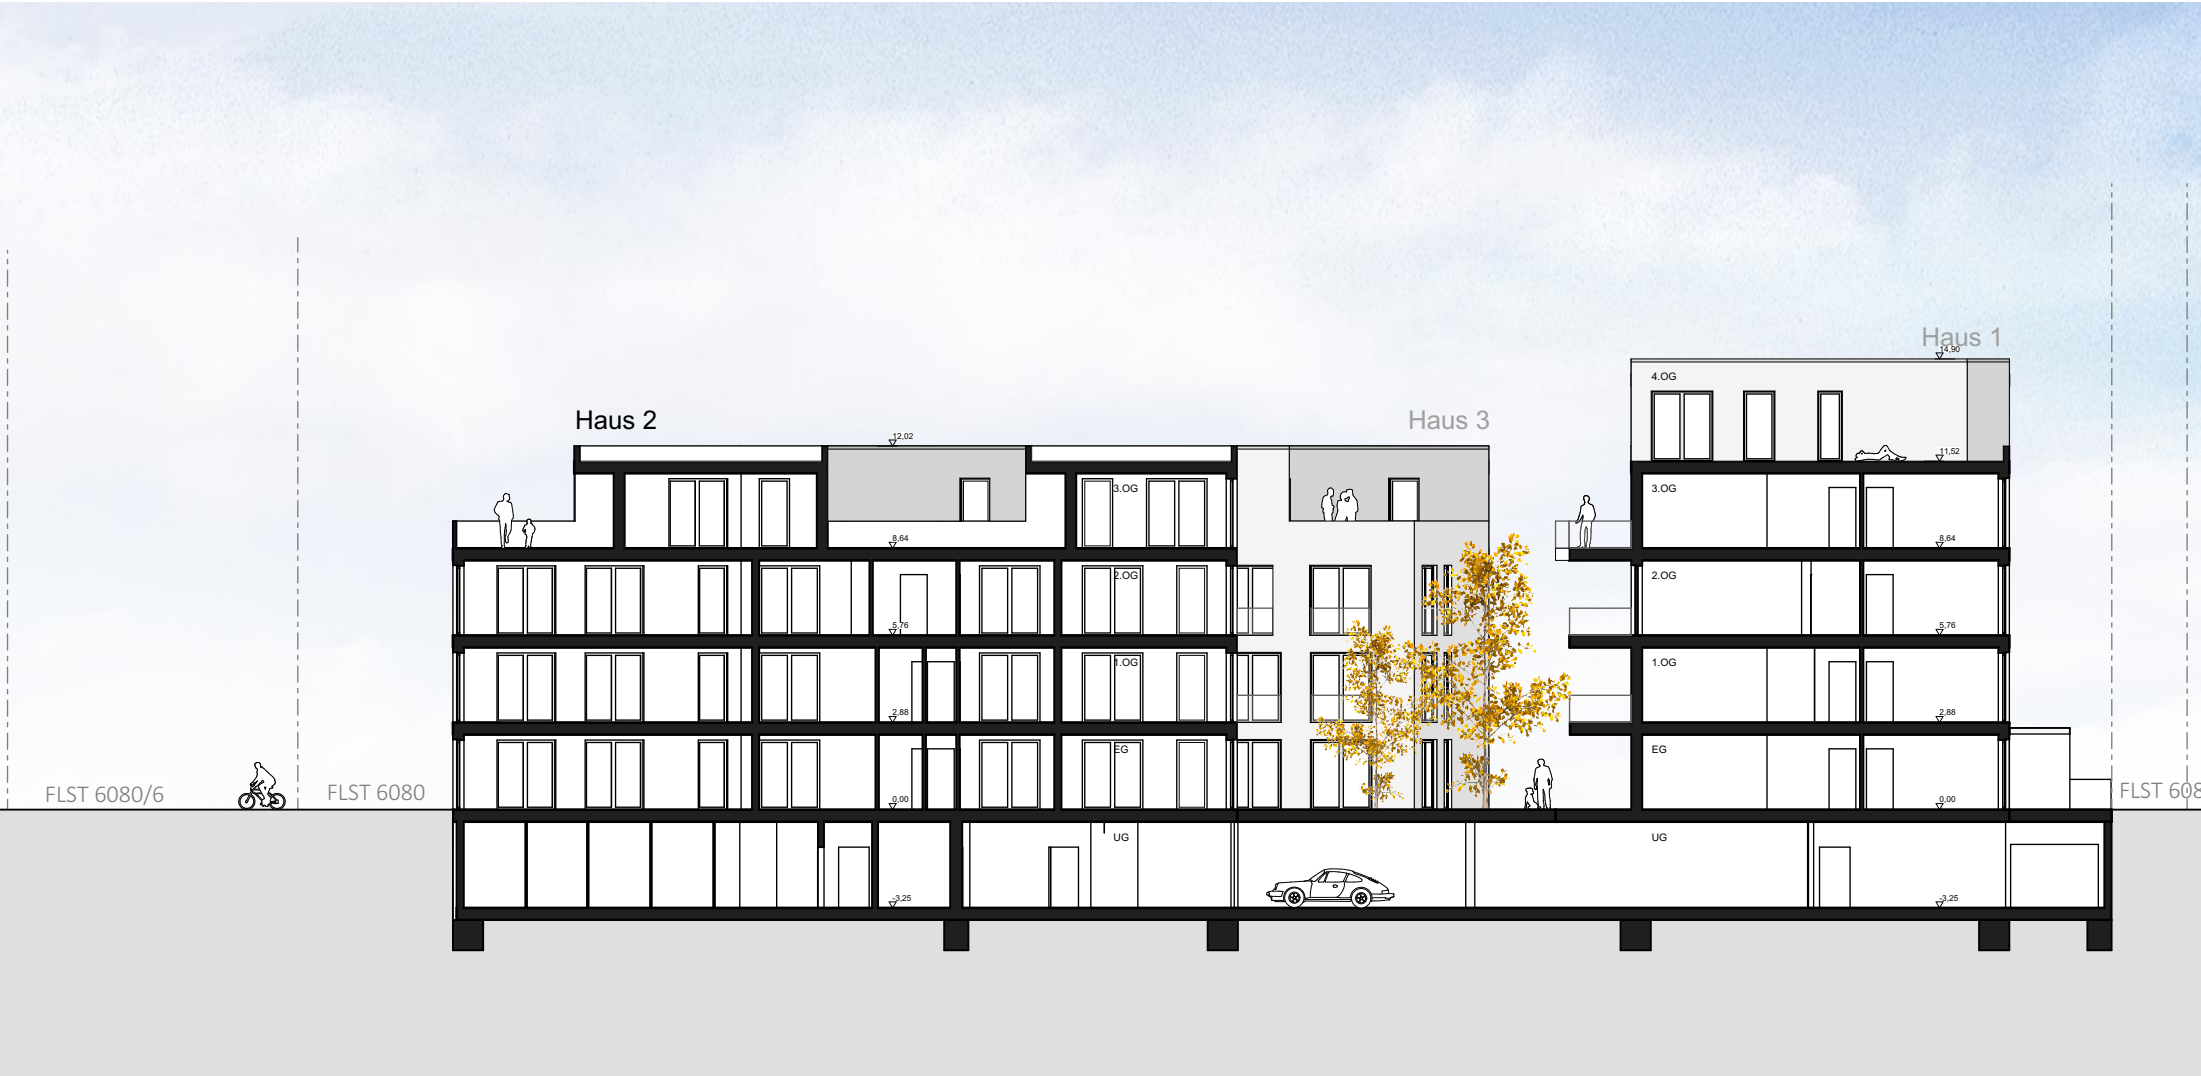 Haus 1
14,90
4.OG
Haus 2
Haus 3
12,02
11,52
3.OG
3.OG
8,64
8,64
2.OG
2.OG
5,76
5,76
1.OG
1.OG
2,88
2,88
EG
EG
FLST 6080/6
FLST 6080
0,00
0,00
FLST 608
UG
UG
-3,25
-3,25